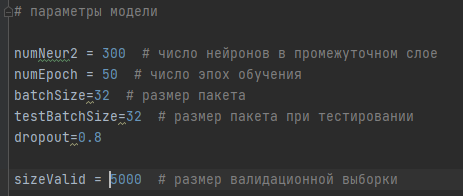 # параметры модели
numNeur2 = 300  # число нейронов в промежуточном слое
numEpoch = 50  # число эпох обучения
batchSize=32  # размер пакета
testBatchSize=32  # размер пакета при тестировании
dropout=0.8
sizeValid = 5000  # размер валидационной выборки